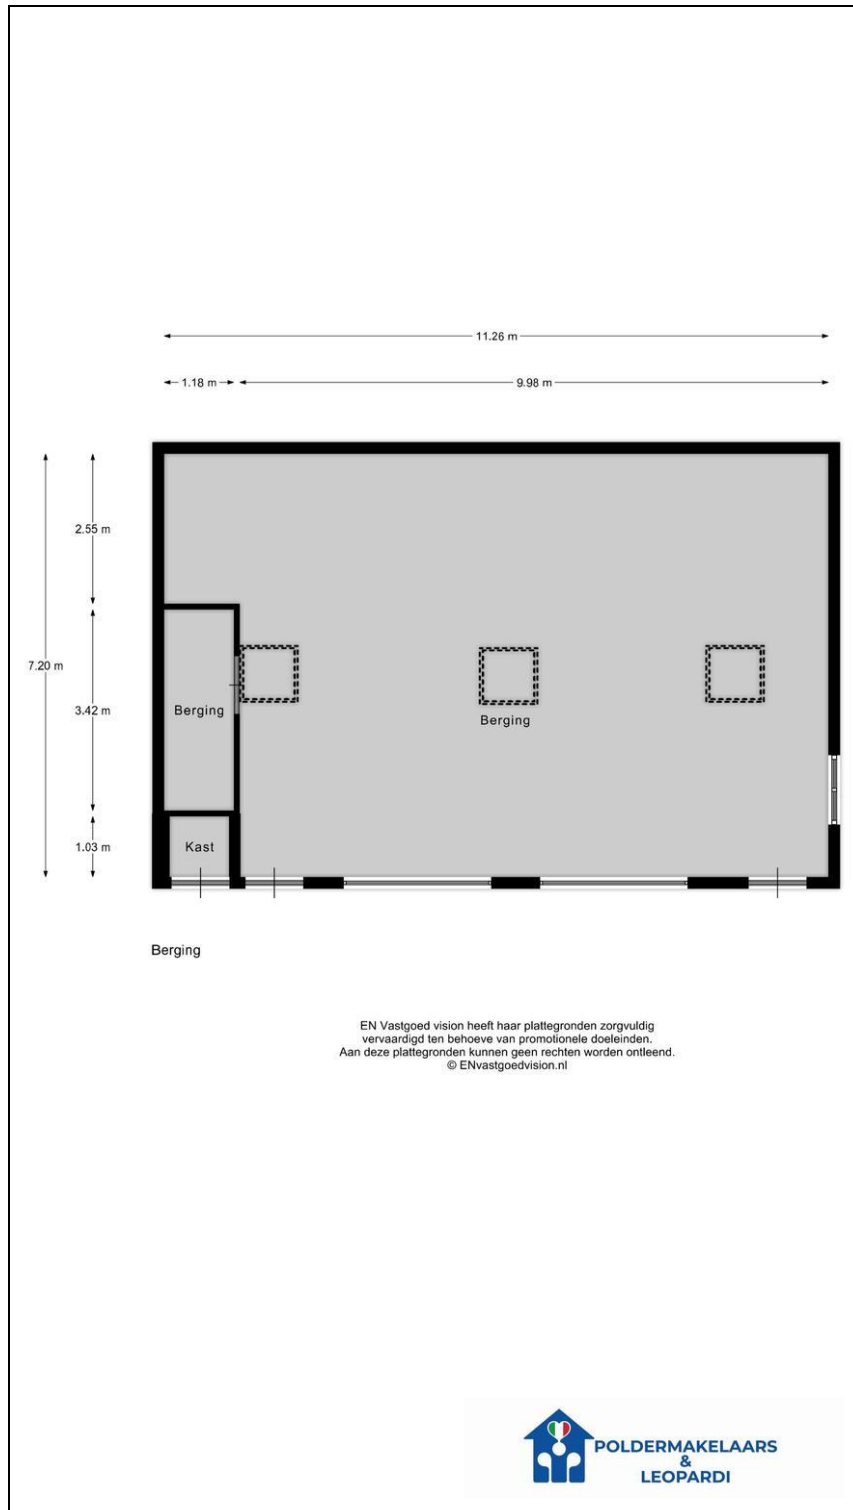 11.26 m
1.18 m
9.98 m
2.55 m
7.20 m
3.42 m
Berging
Berging
1.03 m
Kast
Berging
EN Vastgoed vision heeft haar plattegronden zorgvuldig
vervaardigd ten behoeve van promotionele doeleinden.
Aan deze plattegronden kunnen geen rechten worden ontleend.
© ENvastgoedvision.nl
POLDERMAKELAARS
&
LEOPARDI